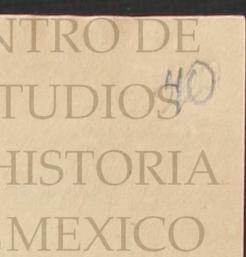 NTRO DE
TUDIOS
40
HISTORIA
MEXICO